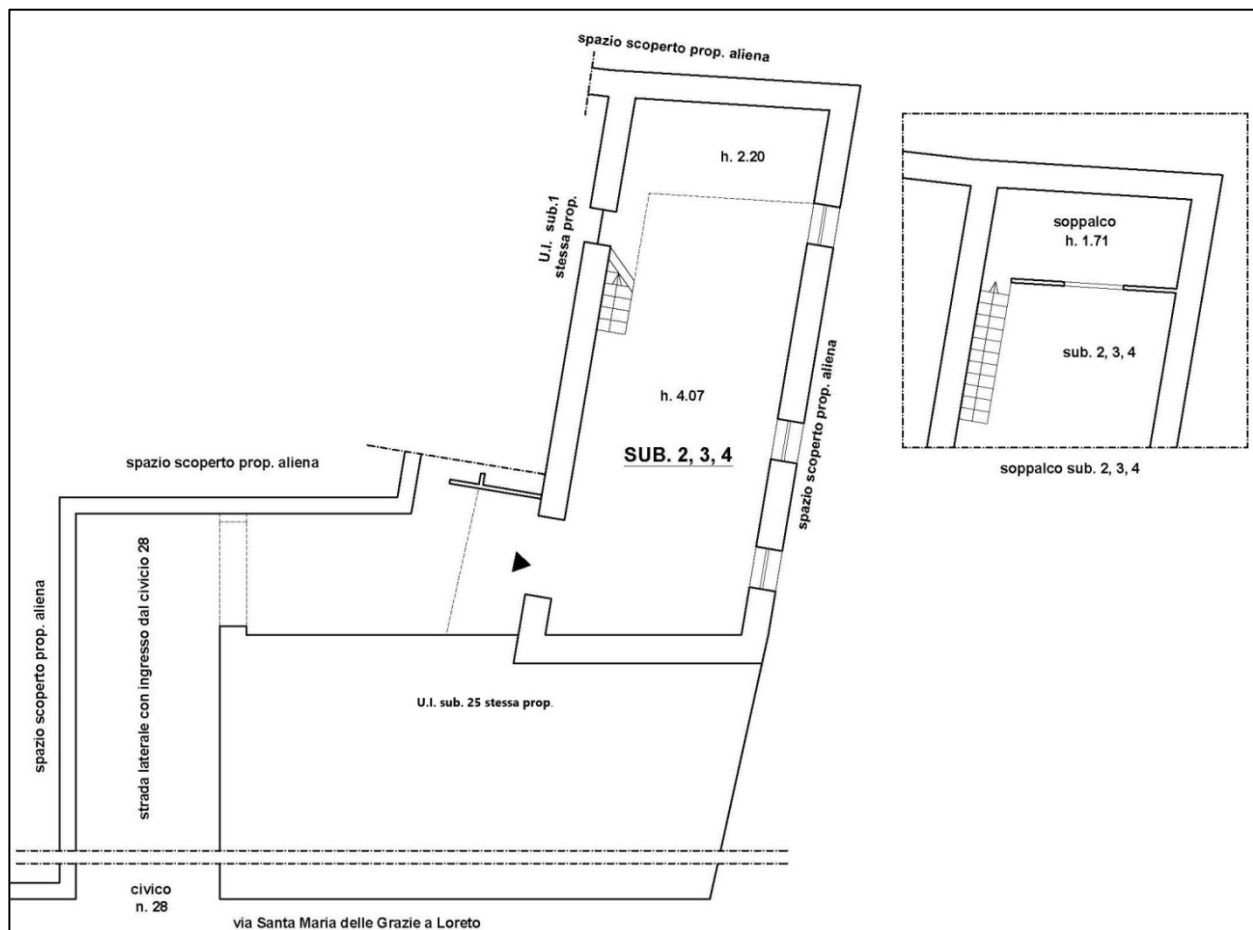 spazio scoperto prop. aliena
h. 2.20
U.I. sub.1
stessa prop.
soppalco
h. 1.71
sub. 2, 3, 4
h. 4.07
SUB. 2, 3, 4
spazio scoperto prop. aliena
soppalco sub. 2, 3, 4
spazio scoperto prop. aliena
spazio scoperto prop. aliena
strada laterale con ingresso dal civicio 28
U.I. sub. 25 stessa prop.
civico
n. 28
via Santa Maria delle Grazie a Loreto